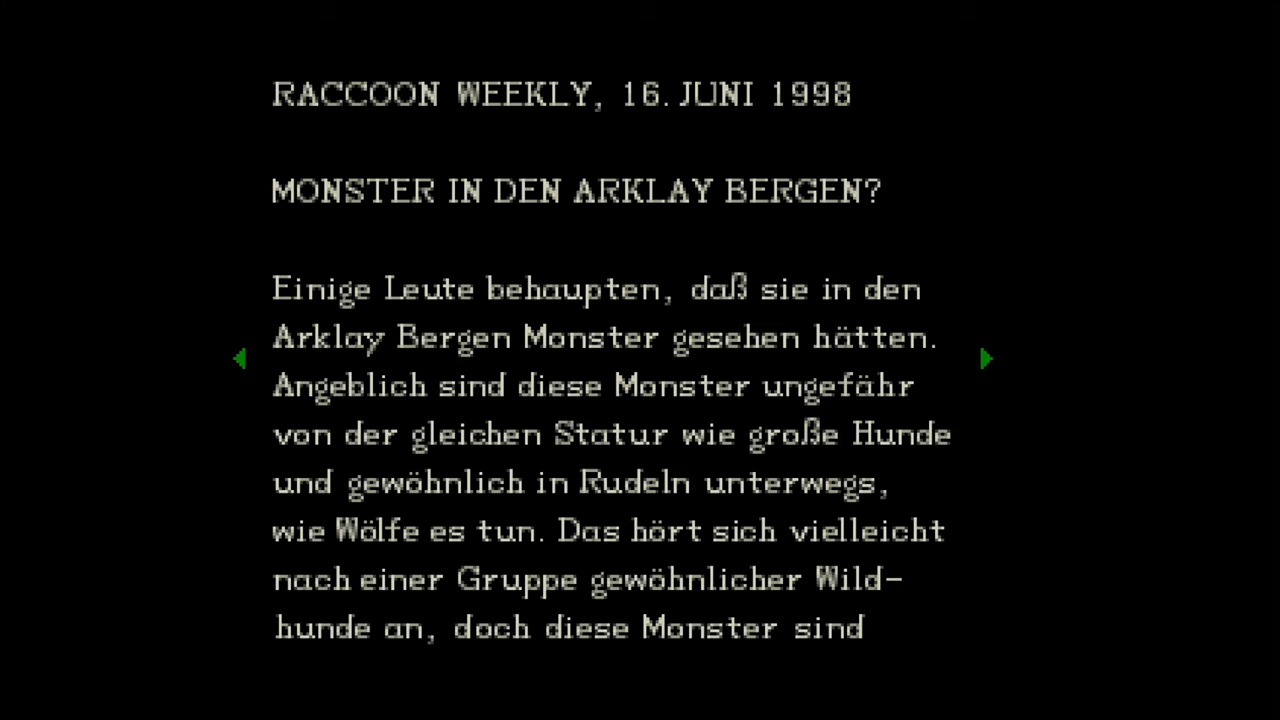 RACCOON WEEKLY, 16. JUNI 1998
MONSTER IN DEN ARKLAY BERGEN?
Einige Leute behaupten, daß sie in den
Arklay Bergen Monster gesehen hätten.
Angeblich sind diese Monster ungefähr
von der gleichen Statur wie große Hunde
und gewöhnlich in Rudeln unterwegs,
wie Wölfe es tun. Das hört sich vielleicht
nach einer Gruppe gewöhnlicher Wild-
hunde an, doch diese Monster sind